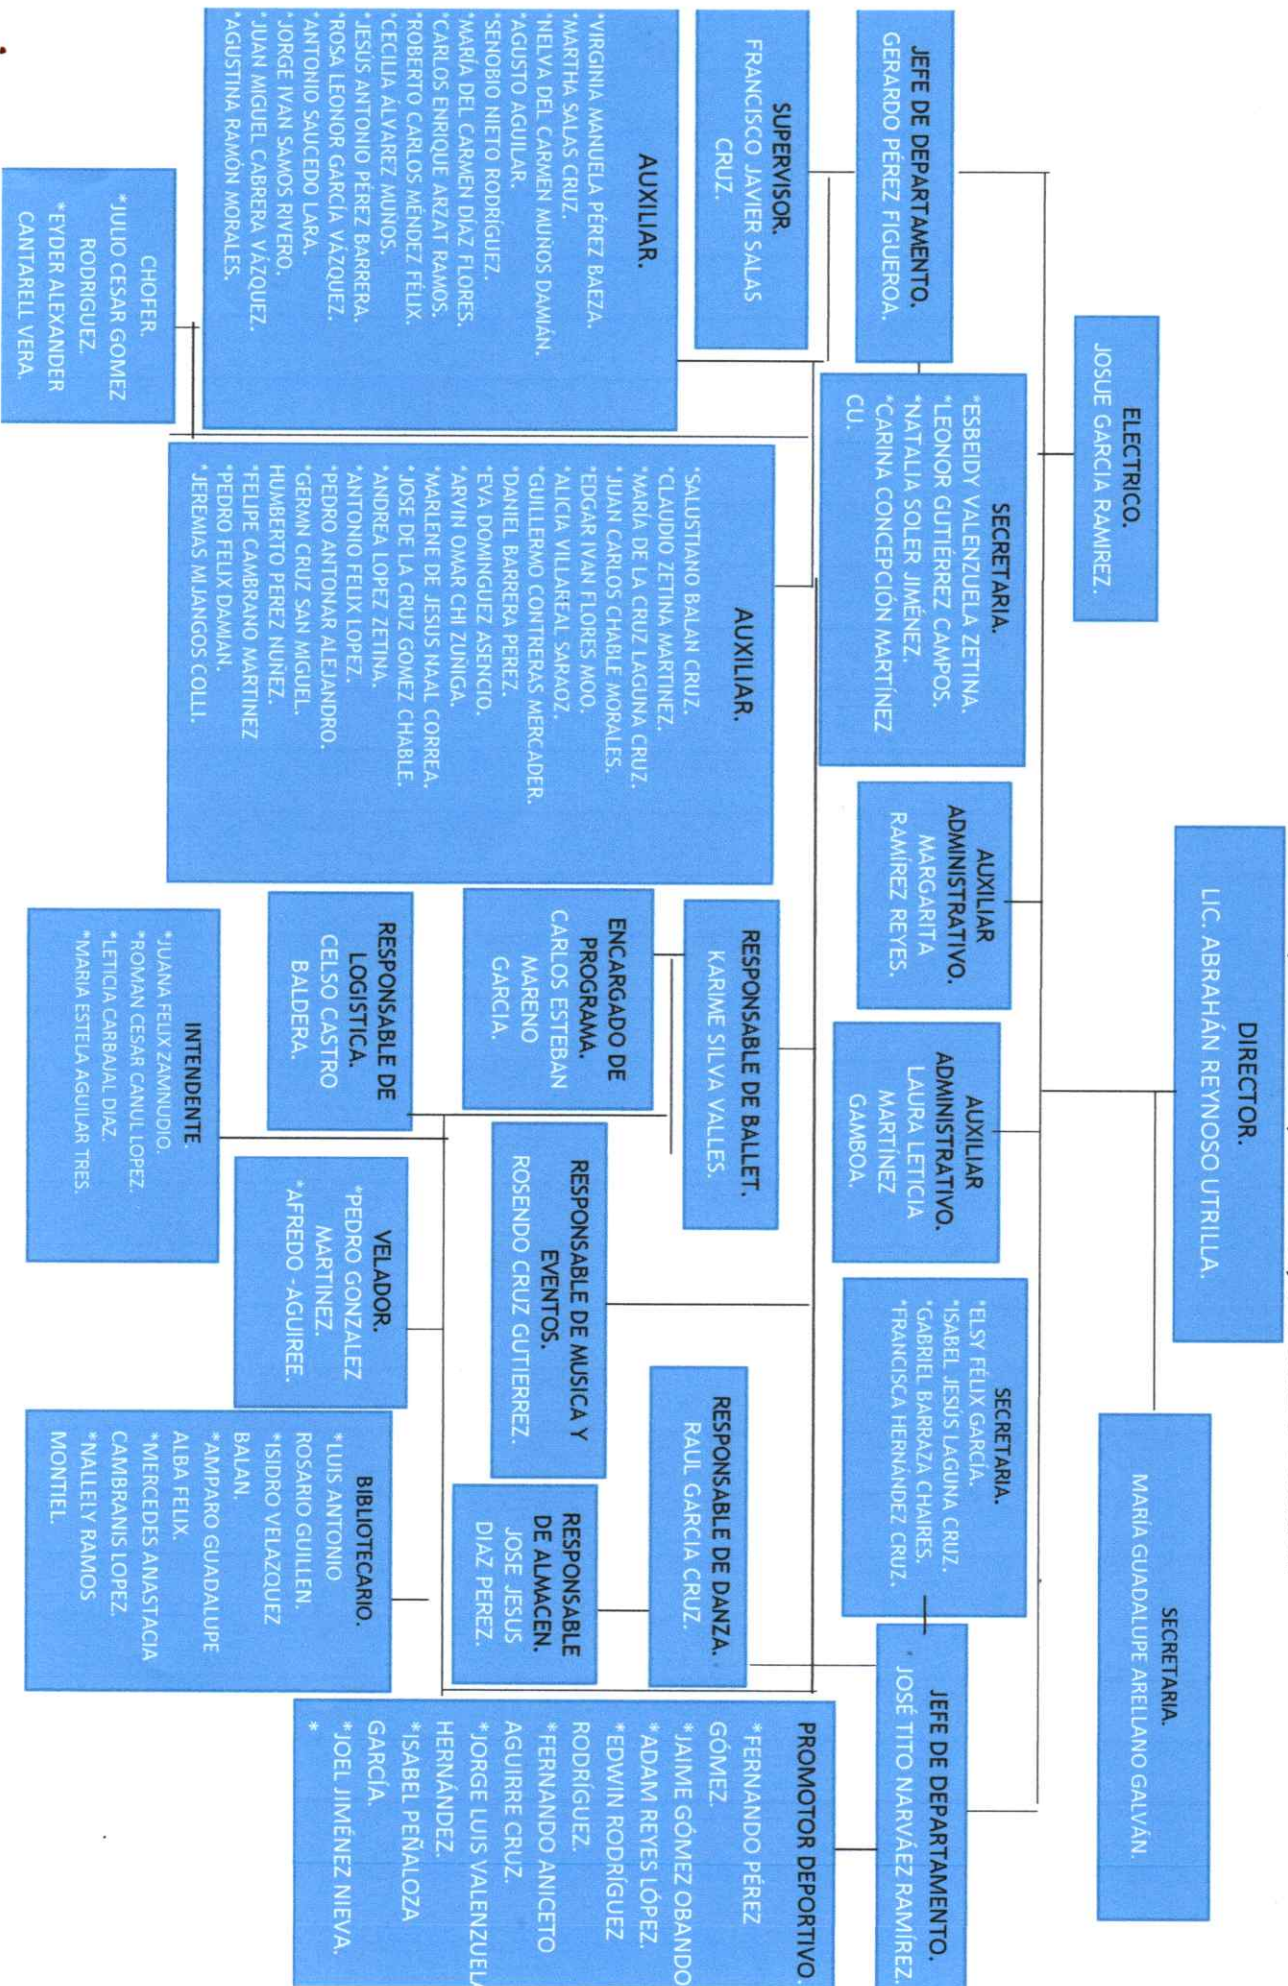 DIRECTOR.
LIC. ABRAHÁN REYNOSO UTRILLA.
SECRETARIA.
MARÍA GUADALUPE ARELLANO GALVÁN.
ELECTRICO.
JOSUE GARCIA RAMIREZ.
JEFE DE DEPARTAMENTO.
GERARDO PÉREZ FIGUEROA.
SECRETARIA.
*ESBEIDY VALENZUELA ZETINA.
*LEONOR GUTIÉRREZ CAMPOS.
*NATALIA SOLER JIMÉNEZ.
*CARINA CONCEPCIÓN MARTÍNEZ
CU.
AUXILIAR
ADMINISTRATIVO.
MARGARITA
RAMÍREZ REYES.
AUXILIAR
ADMINISTRATIVO.
LAURA LETICIA
MARTÍNEZ
GAMBOA.
SECRETARIA.
*ELSY FÉLIX GARCÍA.
*ISABEL JESÚS LAGUNA CRUZ.
*GABRIEL BARRAZA CHAIRES.
*FRANCISCA HERNÁNDEZ CRUZ.
JEFE DE DEPARTAMENTO.
JOSÉ TITO NARVÁEZ RAMÍREZ.
SUPERVISOR.
FRANCISCO JAVIER SALAS
CRUZ.
AUXILIAR.
*VIRGINIA MANUELA PÉREZ BAEZA.
*MARTHA SALAS CRUZ.
*NELVA DEL CARMEN MUÑOS DAMIÁN.
*AGUSTO AGUILAR.
*SENOBIO NIETO RODRÍGUEZ.
*MARÍA DEL CARMEN DÍAZ FLORES.
*CARLOS ENRIQUE ARZAT RAMOS.
*ROBERTO CARLOS MÉNDEZ FÉLIX.
*CECILIA ÁLVAREZ MUÑOS.
*JESÚS ANTONIO PÉREZ BARRERA.
*ROSA LEONOR GARCÍA VÁZQUEZ.
*ANTONIO SAUCEDO LARA.
*JORGE IVAN SAMOS RIVERO.
*JUAN MIGUEL CABRERA VÁZQUEZ.
*AGUSTINA RAMÓN MORALES.
CHOFER.
*JULIO CESAR GOMEZ
RODRIGUEZ.
*EYDER ALEXANDER
CANTARELL VERA.
AUXILIAR.
*SALUSTIANO BALAN CRUZ.
*CLAUDIO ZETINA MARTINEZ.
*MARÍA DE LA CRUZ LAGUNA CRUZ.
*JUAN CARLOS CHABLE MORALES.
*EDGAR IVAN FLORES MOO.
*ALICIA VILLAREAL SARAOZ.
*GUILLERMO CONTRERAS MERCADER.
*DANIEL BARRERA PEREZ.
*EVA DOMINGUEZ ASENCIO.
*ARVIN OMAR CHI ZUÑIGA.
*MARLENE DE JESUS NAAL CORREA.
*JOSE DE LA CRUZ GOMEZ CHABLE.
*ANDREA LOPEZ ZETINA.
*ANTONIO FELIX LOPEZ.
*PEDRO ANTONAR ALEJANDRO.
*GERMN CRUZ SAN MIGUEL.
HUMBERTO PEREZ NUÑEZ.
*FELIPE CAMBRANO MARTINEZ
*PEDRO FELIX DAMIAN.
*JEREMIAS MIJANGOS COLLI.
RESPONSABLE DE BALLET.
KARIME SILVA VALLES.
ENCARGADO DE
PROGRAMA.
CARLOS ESTEBAN
MARENO
GARCIA.
RESPONSABLE DE
LOGISTICA.
CELSO CASTRO
BALDERA.
INTENDENTE.
*JUANA FELIX ZAMNUDIO.
*ROMAN CESAR CANUL LOPEZ.
*LETICIA CARBAJAL DIAZ.
*MARIA ESTELA AGUILAR TRES.
RESPONSABLE DE MUSICA Y
EVENTOS.
ROSENDO CRUZ GUTIERREZ.
VELADOR.
*PEDRO GONZALEZ
MARTINEZ.
*AFREDO - AGUIREE.
RESPONSABLE DE DANZA.
RAUL GARCIA CRUZ.
RESPONSABLE
DE ALMACEN.
JOSE JESUS
DIAZ PEREZ.
BIBLIOTECARIO.
*LUIS ANTONIO
ROSARIO GUILLEN.
*ISIDRO VELAZQUEZ
BALAN.
*AMPARO GUADALUPE
ALBA FELIX.
*MERCEDES ANASTACIA
CAMBRANIS LOPEZ.
*NALLELY RAMOS
MONTIEL.
PROMOTOR DEPORTIVO.
*FERNANDO PÉREZ
GÓMEZ.
*JAIME GÓMEZ OBANDO
*ADAM REYES LÓPEZ.
*EDWIN RODRÍGUEZ
RODRÍGUEZ.
*FERNANDO ANICETO
AGUIRRE CRUZ.
*JORGE LUIS VALENZUELA
HERNÁNDEZ.
*ISABEL PEÑALOZA
GARCÍA.
*JOEL JIMÉNEZ NIEVA.
*